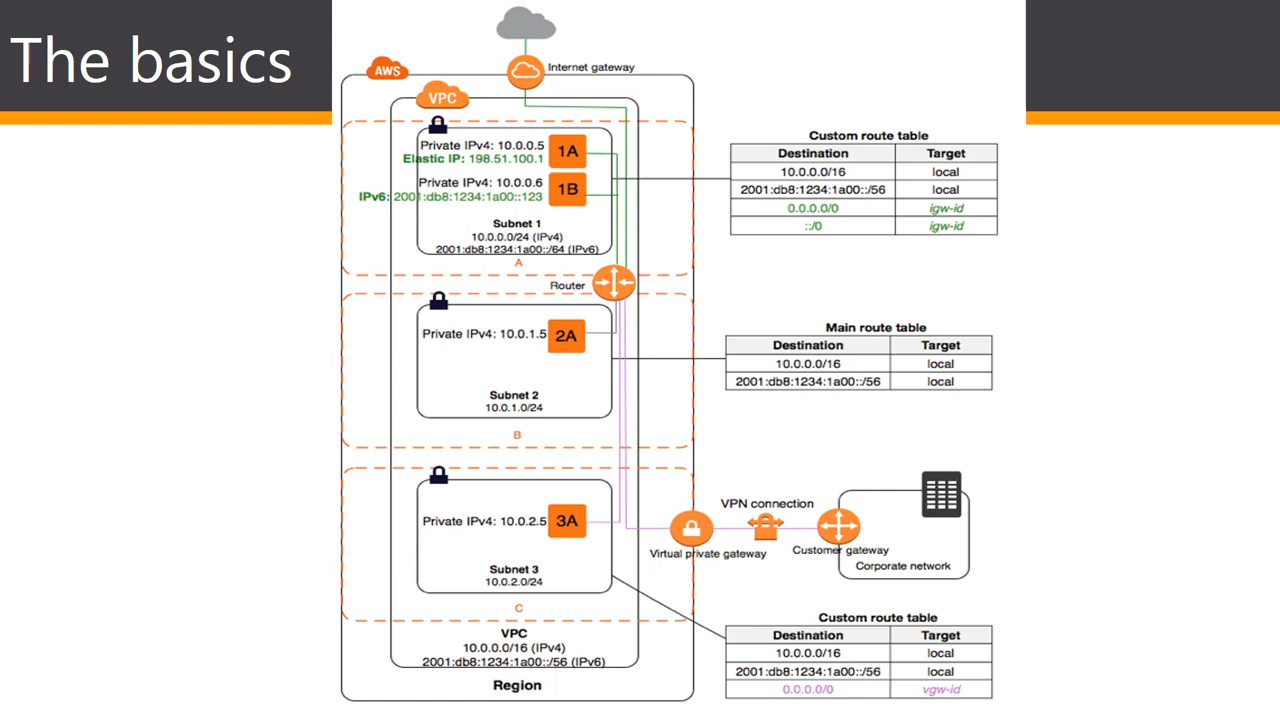 The basics
Internet gateway
AWS
VPC
Private IPv4: 10.0.0.5
Elastic IP: 198.51.100.1
1A
Private IPv4: 10.0.0.6
IPv6: 2001:db8:1234:1a00::123
1B
Subnet 1
10.0.0.0/24 (IPv4)
2001:db8:1234:1a00::/64 (IPv6)
A
Custom route table
Destination Target
10.0.0.0/16 local
2001:db8:1234:1a00::/56 local
0.0.0.0/0 igw-id
::/0 igw-id
Router
Private IPv4: 10.0.1.5
2A
Subnet 2
10.0.1.0/24
B
Main route table
Destination Target
10.0.0.0/16 local
2001:db8:1234:1a00::/56 local
Private IPv4: 10.0.2.5
3A
Subnet 3
10.0.2.0/24
C
VPN connection
Virtual private gateway
Customer gateway
Corporate network
VPC
10.0.0.0/16 (IPv4)
2001:db8:1234:1a00::/56 (IPv6)
Region
Custom route table
Destination Target
10.0.0.0/16 local
2001:db8:1234:1a00::/56 local
0.0.0.0/0 vgw-id